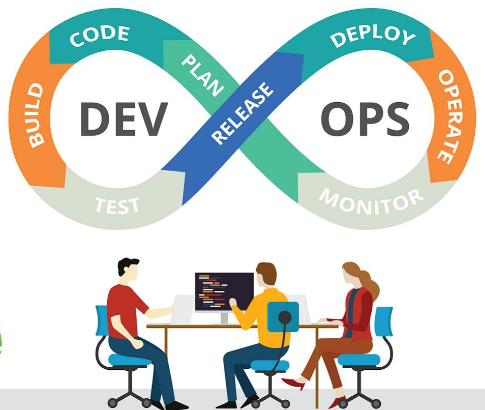 CODE
PLAN
DEPLOY
BUILD
DEV
RELEASE
OPS
OPERATE
TEST
MONITOR